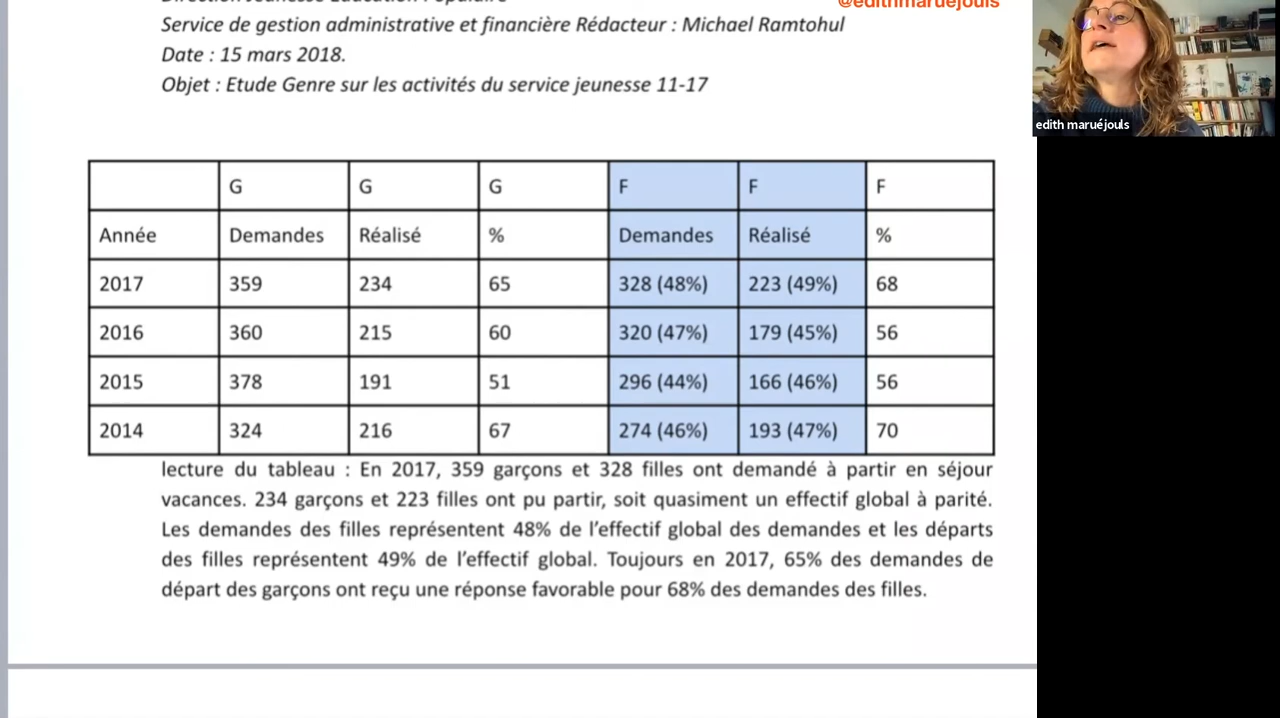 @edithmaruejouls
Service de gestion administrative et financière Rédacteur : Michael Ramtohul
Date : 15 mars 2018.
Objet : Etude Genre sur les activités du service jeunesse 11-17
edith maruéjouls
G G G F F F
Année Demandes Réalisé % Demandes Réalisé %
2017 359 234 65 328 (48%) 223 (49%) 68
2016 360 215 60 320 (47%) 179 (45%) 56
2015 378 191 51 296 (44%) 166 (46%) 56
2014 324 216 67 274 (46%) 193 (47%) 70
lecture du tableau : En 2017, 359 garçons et 328 filles ont demandé à partir en séjour
vacances. 234 garçons et 223 filles ont pu partir, soit quasiment un effectif global à parité.
Les demandes des filles représentent 48% de l'effectif global des demandes et les départs
des filles représentent 49% de l'effectif global. Toujours en 2017, 65% des demandes de
départ des garçons ont reçu une réponse favorable pour 68% des demandes des filles.